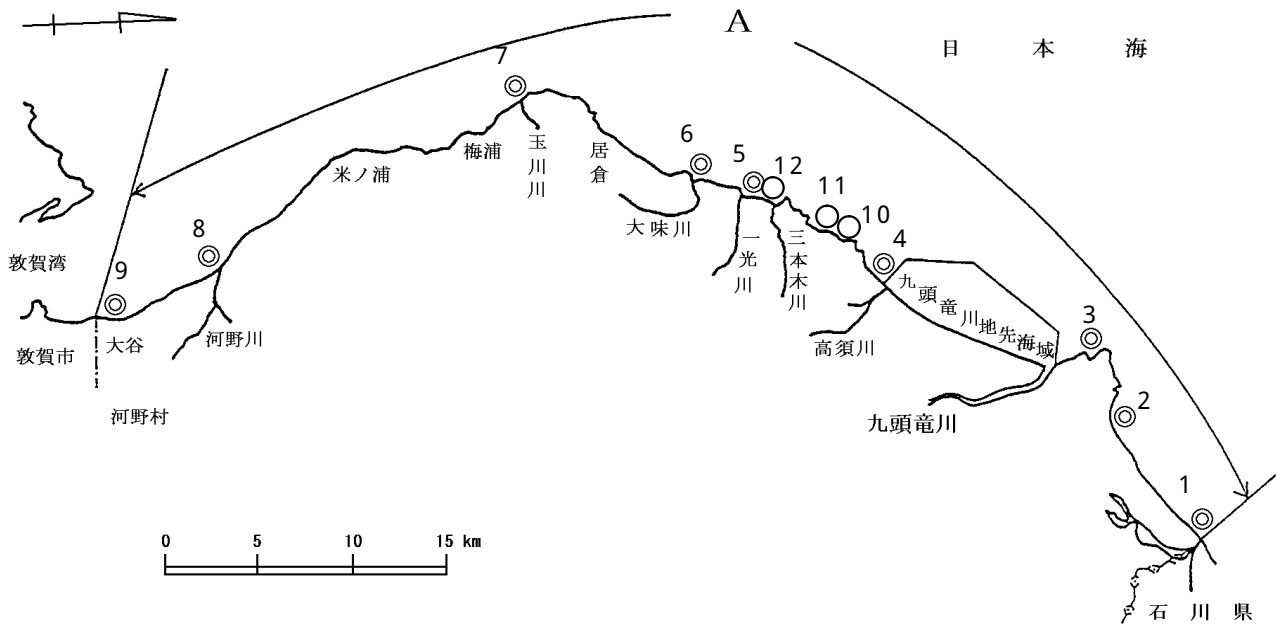 A
日本海
7
6
5
12
11
10
4
3
2
1
8
9
玉川川
梅浦
居倉
米ノ浦
大味川
一光川
三本木川
高須川
九頭竜川地先海域
九頭竜川
敦賀湾
敦賀市
大谷
河野川
河野村
石川県
0 5 10 15 km